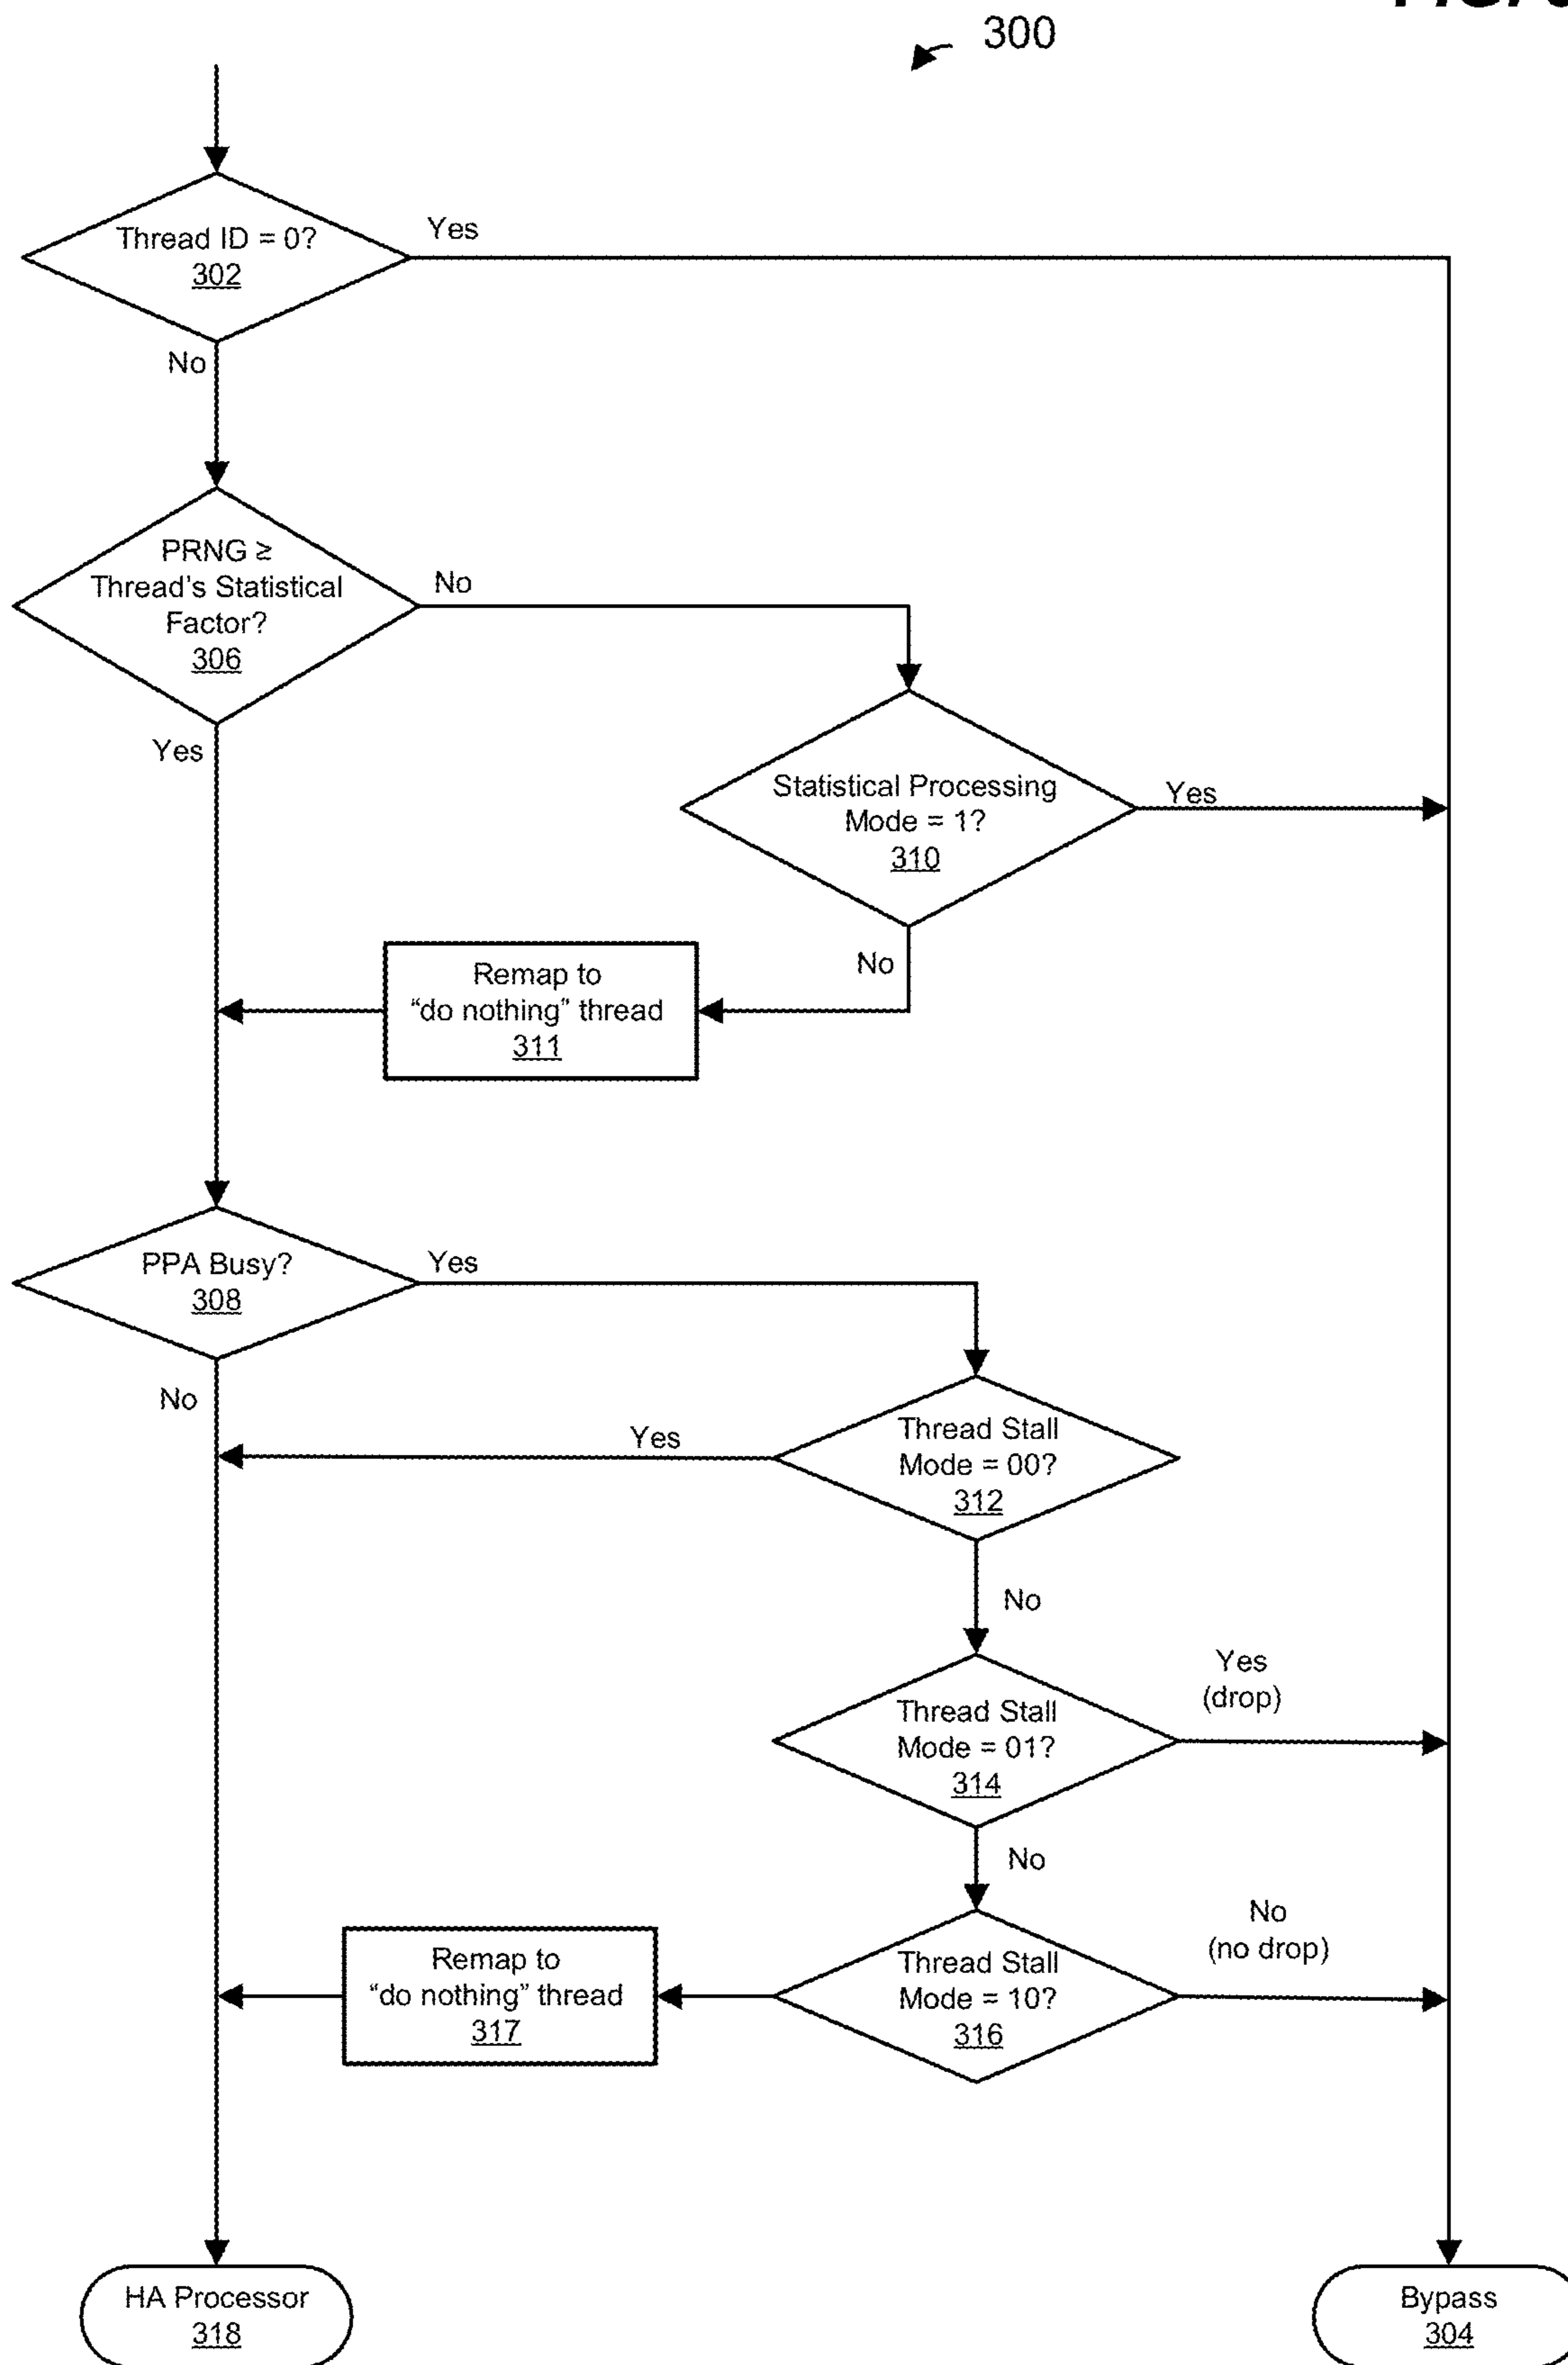 300
Thread ID = 0?
302
Yes
No
PRNG ≥
Thread's Statistical
Factor?
306
No
Yes
Statistical Processing
Mode = 1?
310
Yes
No
Remap to
“do nothing” thread
311
PPA Busy?
308
Yes
No
Thread Stall
Mode = 00?
312
Yes
No
Thread Stall
Mode = 01?
314
Yes
(drop)
No
Thread Stall
Mode = 10?
316
No
(no drop)
Remap to
“do nothing” thread
317
HA Processor
318
Bypass
304